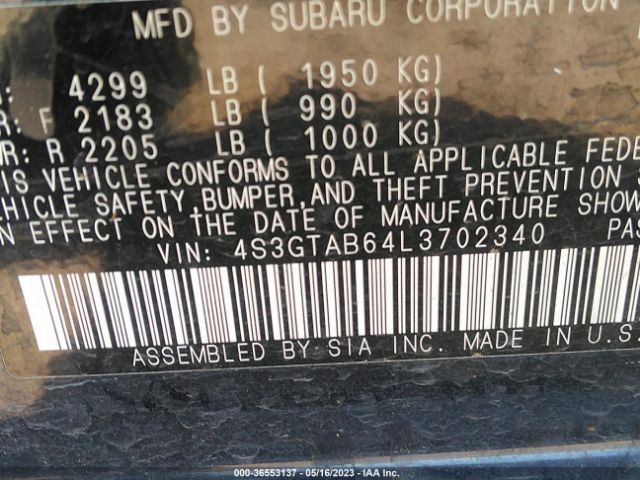 MFD BY SUBARU CORPORATION
4299 LB ( 1950 KG)
F 2183 LB ( 990 KG)
R: R 2205 LB ( 1000 KG)
IS VEHICLE CONFORMS TO ALL APPLICABLE FEDE
VEHICLE SAFETY,BUMPER,AND THEFT PREVENTION S
N EFFECT ON THE DATE OF MANUFACTURE SHOW
VIN: 4S3GTAB64L3702340 PAS
ASSEMBLED BY SIA INC. MADE IN U.S.
© - 36553137 - 05/16/2023 - IAA Inc.